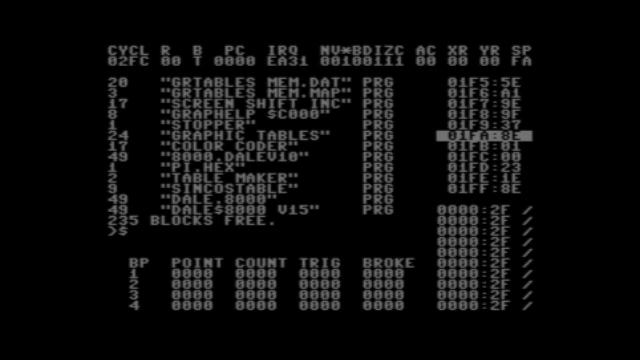 CYCL R  B  PC   IRQ  NV*BDIZC AC XR YR SP
02FC 00 T 0000 EA31 00100111 00 00 00 FA
20   "GRTABLES MEM.DAT" PRG     01F5:5E
3    "GRTABLES MEM.MAP" PRG     01F6:A1
17   "SCREEN SHIFT INC" PRG     01F7:9E
8    "GRAPHELP $C000"   PRG     01F8:9F
1    "STOPPER"          PRG     01F9:37
24   "GRAPHIC TABLES"   PRG     01FA:8E
17   "COLOR CODER"      PRG     01FB:01
49   "8000.DALEV10"     PRG     01FC:00
1    "PI.HEX"           PRG     01FD:23
2    "TABLE MAKER"      PRG     01FE:1E
9    "SINCOSTABLE"      PRG     01FF:8E
49   "DALE.8000"        PRG
49   "DALE$8000 V15"    PRG     0000:2F /
235 BLOCKS FREE.               0000:2F /
>$                             0000:2F /
0000:2F /
0000:2F /
BP  POINT COUNT TRIG  BROKE  0000:2F /
1   0000  0000  0000  0000   0000:2F /
2   0000  0000  0000  0000   0000:2F /
3   0000  0000  0000  0000   0000:2F /
4   0000  0000  0000  0000   0000:2F /